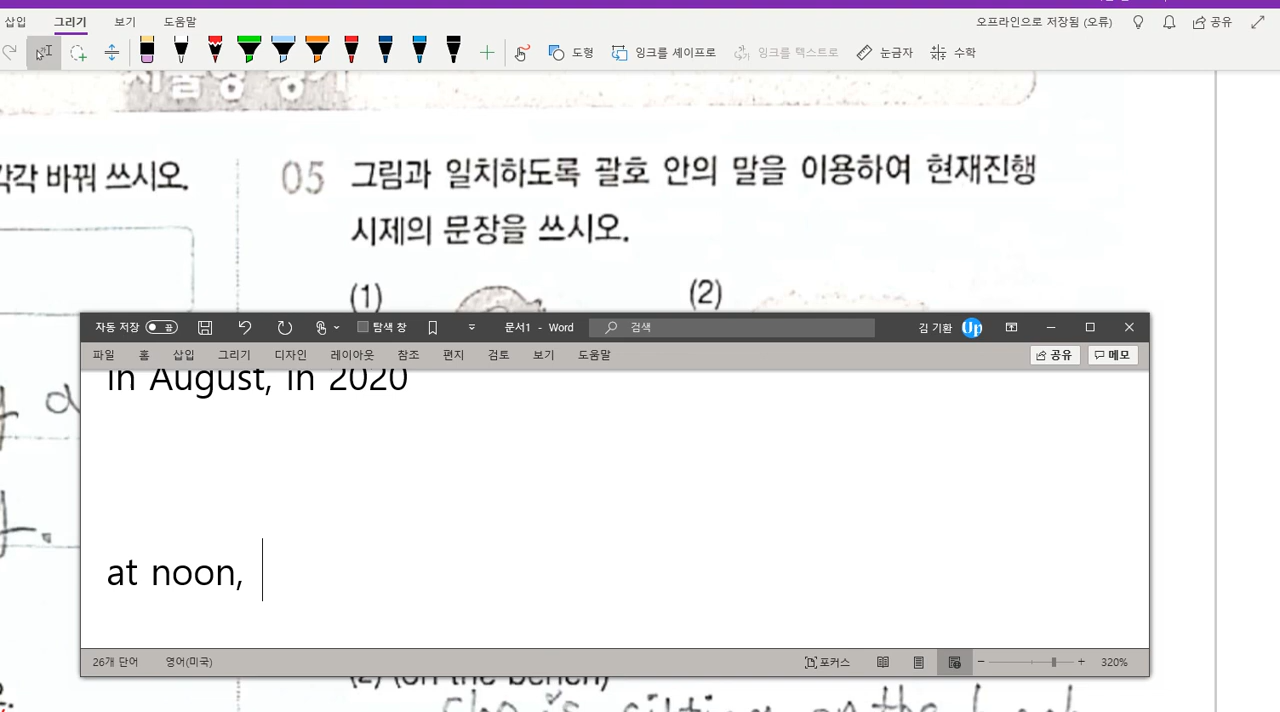 삽입 그리기 보기 도움말 오프라인으로 저장됨 (오류) 공유
도형 잉크를 셰이프로 잉크를 텍스트로 눈금자 수학
각각 바꿔 쓰시오.
05 그림과 일치하도록 괄호 안의 말을 이용하여 현재진행
시제의 문장을 쓰시오.
(1) (2)
자동 저장 끔 탐색 창 문서1 - Word 검색 김 기환 Up
파일 홈 삽입 그리기 디자인 레이아웃 참조 편지 검토 보기 도움말 공유 메모
in August, in 2020
at noon,
26개 단어 영어(미국) 포커스 320%
(2) (on the bench)
She is sitting on the bench